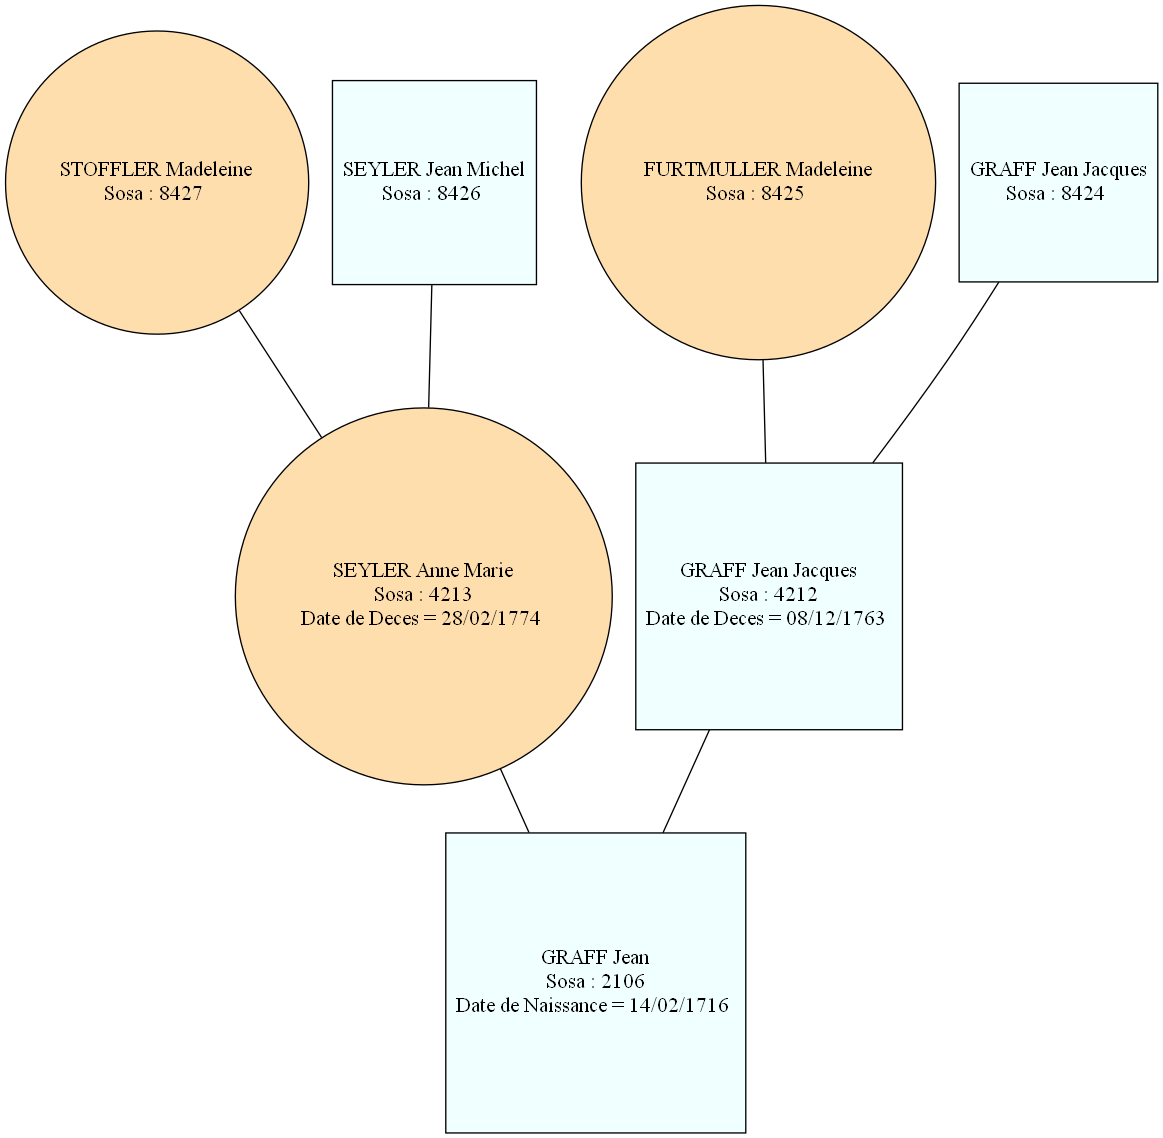 STOFFLER Madeleine
Sosa : 8427
SEYLER Jean Michel
Sosa : 8426
FURTMULLER Madeleine
Sosa : 8425
GRAFF Jean Jacques
Sosa : 8424
SEYLER Anne Marie
Sosa : 4213
Date de Deces = 28/02/1774
GRAFF Jean Jacques
Sosa : 4212
Date de Deces = 08/12/1763
GRAFF Jean
Sosa : 2106
Date de Naissance = 14/02/1716